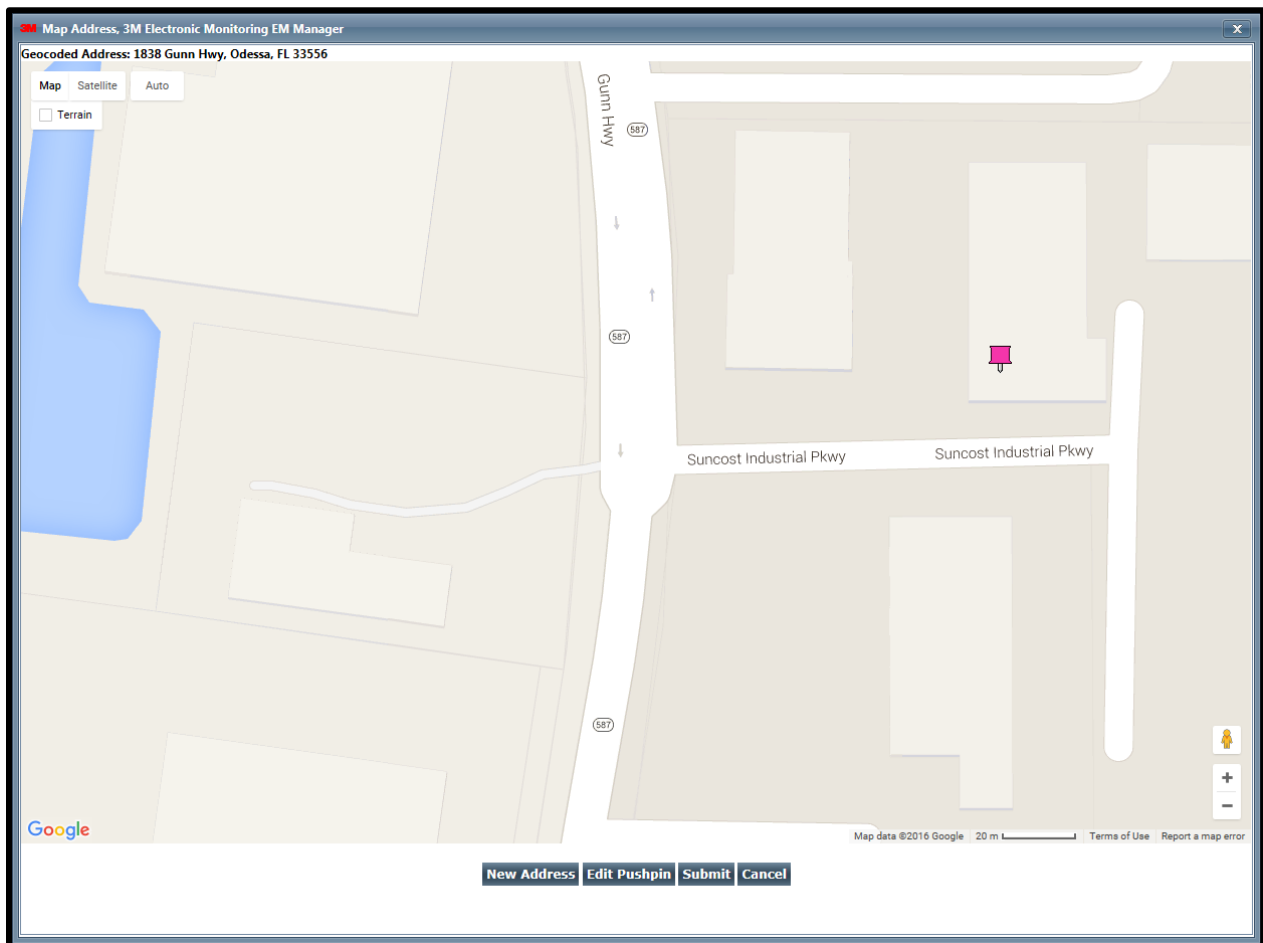 3M Map Address, 3M Electronic Monitoring EM Manager
X
Geocoded Address: 1838 Gunn Hwy, Odessa, FL 33556
Map Satellite Auto
Terrain
Gunn Hwy
587
587
Suncost Industrial Pkwy Suncost Industrial Pkwy
587
+
−
Google
Map data ©2016 Google 20 m Terms of Use Report a map error
New Address Edit Pushpin Submit Cancel